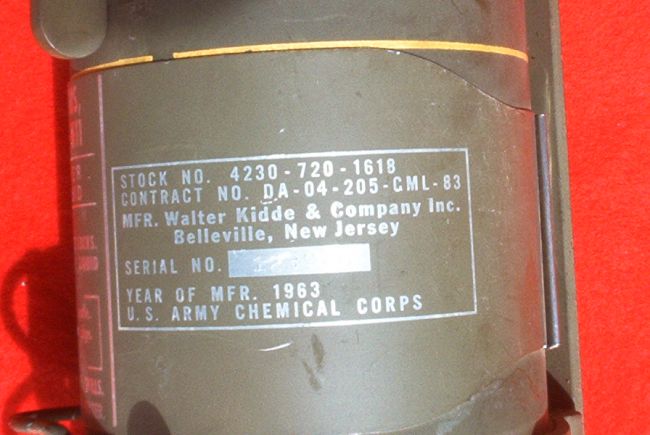 STOCK NO. 4230-720-1618
CONTRACT NO. DA-04-205-CML-83
MFR. Walter Kidde & Company Inc.
Belleville, New Jersey
SERIAL NO.
YEAR OF MFR. 1963
U.S. ARMY CHEMICAL CORPS